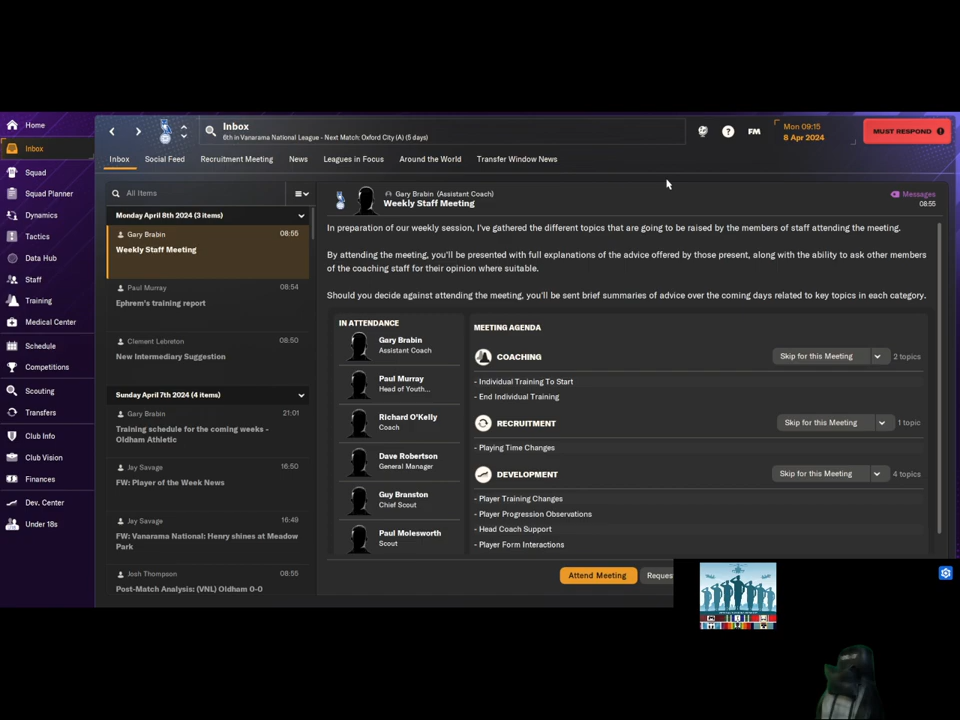 Home
Inbox
Squad
Squad Planner
Dynamics
Tactics
Data Hub
Staff
Training
Medical Center
Schedule
Competitions
Scouting
Transfers
Club Info
Club Vision
Finances
Dev. Center
Under 18s
Inbox
6th in Vanarama National League - Next Match: Oxford City (A) (5 days)
FM
Mon 09:15
8 Apr 2024
MUST RESPOND
Inbox
Social Feed
Recruitment Meeting
News
Leagues in Focus
Around the World
Transfer Window News
All Items
Monday April 8th 2024 (3 items)
Gary Brabin 08:55
Weekly Staff Meeting
Paul Murray 08:54
Ephrem's training report
Clement Lebreton 08:50
New Intermediary Suggestion
Sunday April 7th 2024 (4 items)
Gary Brabin 21:01
Training schedule for the coming weeks -
Oldham Athletic
Jay Savage 16:50
FW: Player of the Week News
Jay Savage 16:49
FW: Vanarama National: Henry shines at Meadow
Park
Josh Thompson 08:55
Post-Match Analysis: (VNL) Oldham 0-0
Gary Brabin (Assistant Coach)
Weekly Staff Meeting
Messages
08:55
In preparation of our weekly session, I've gathered the different topics that are going to be raised by the members of staff attending the meeting.
By attending the meeting, you'll be presented with full explanations of the advice offered by those present, along with the ability to ask other members
of the coaching staff for their opinion where suitable.
Should you decide against attending the meeting, you'll be sent brief summaries of advice over the coming days related to key topics in each category.
IN ATTENDANCE
Gary Brabin
Assistant Coach
Paul Murray
Head of Youth...
Richard O'Kelly
Coach
Dave Robertson
General Manager
Guy Branston
Chief Scout
Paul Molesworth
Scout
MEETING AGENDA
COACHING
Skip for this Meeting
2 topics
- Individual Training To Start
- End Individual Training
RECRUITMENT
Skip for this Meeting
1 topic
- Playing Time Changes
DEVELOPMENT
Skip for this Meeting
4 topics
- Player Training Changes
- Player Progression Observations
- Head Coach Support
- Player Form Interactions
Attend Meeting
Reques